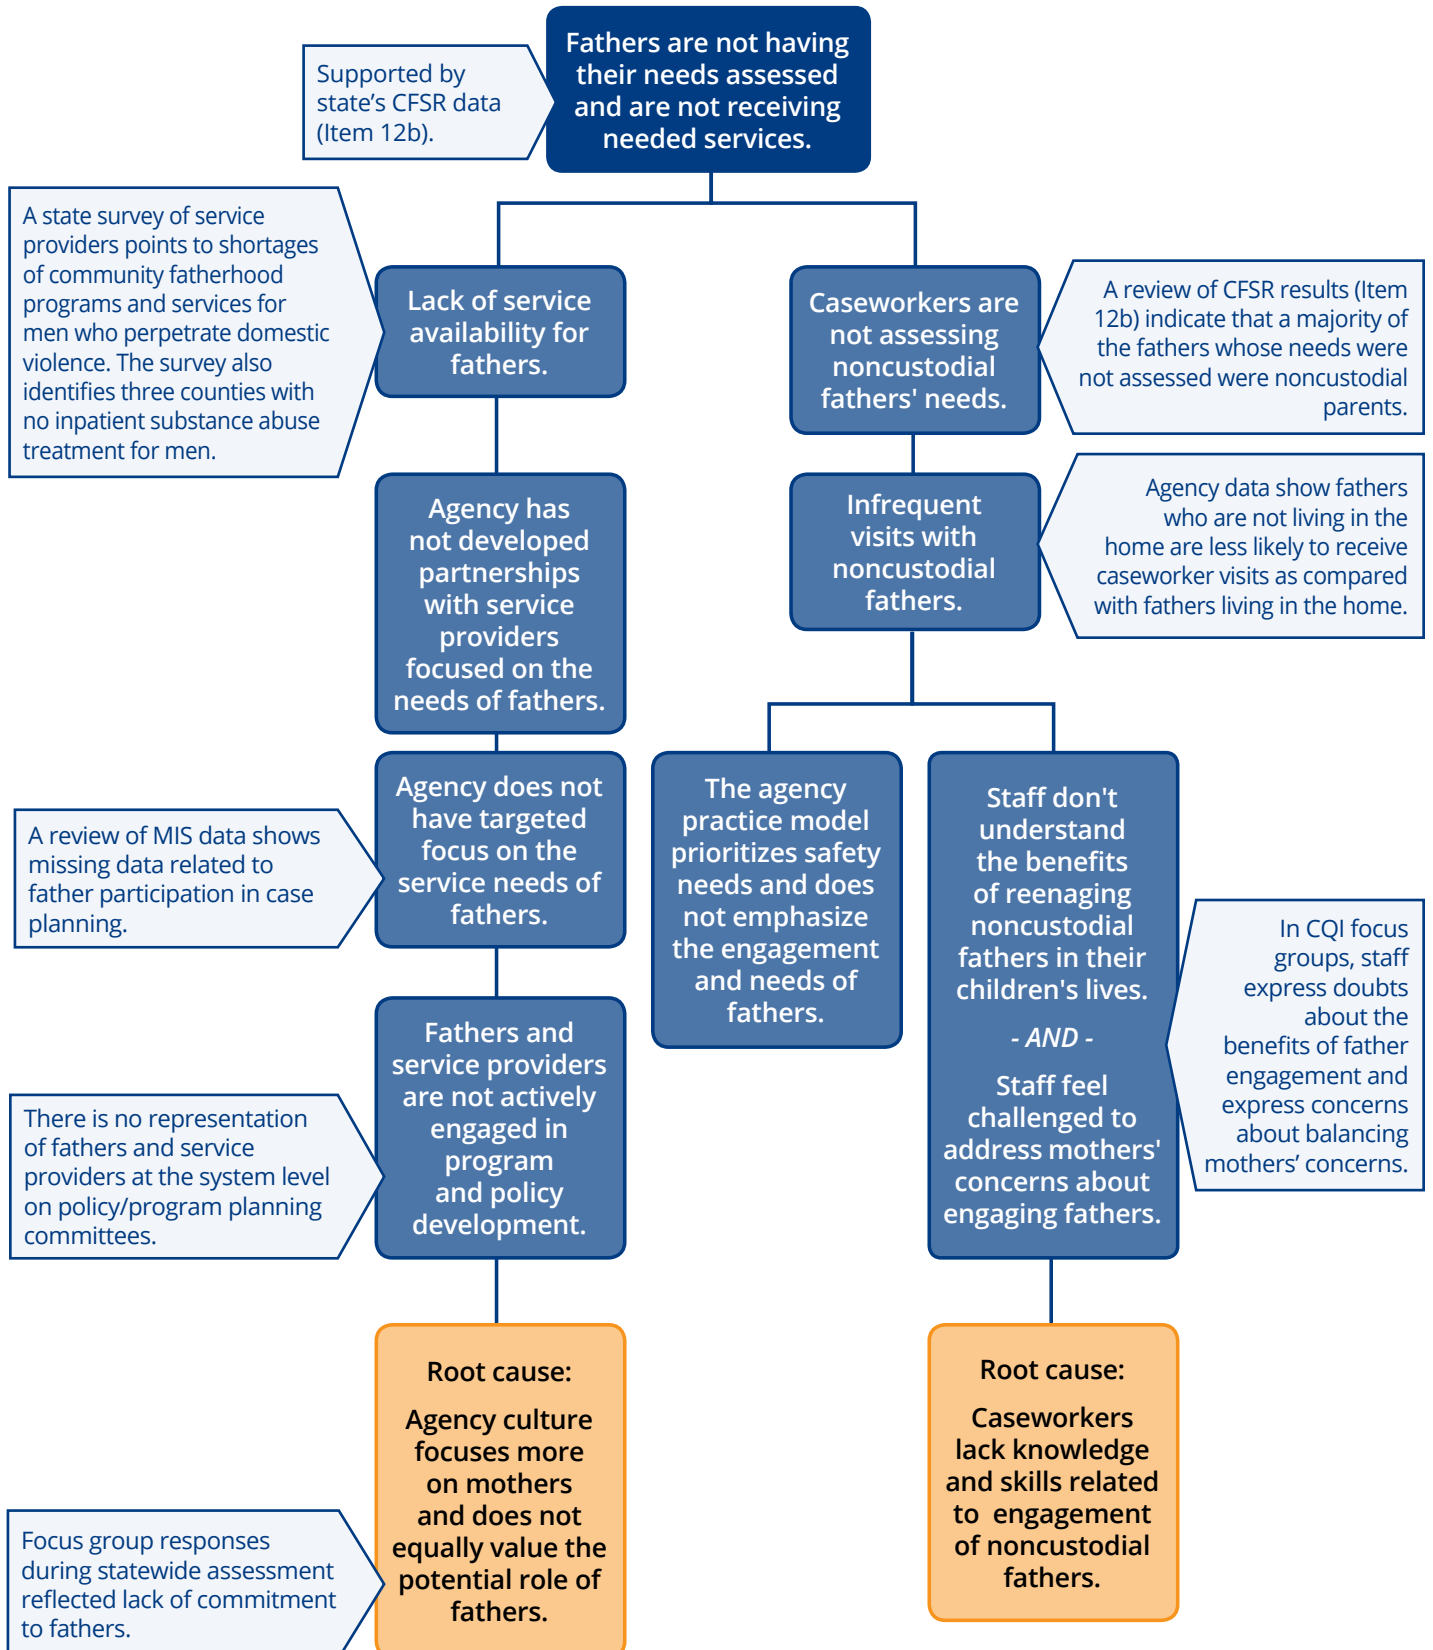 Fathers are not having
their needs assessed
and are not receiving
needed services.
Supported by
state's CFSR data
(Item 12b).
A state survey of service
providers points to shortages
of community fatherhood
programs and services for
men who perpetrate domestic
violence. The survey also
identifies three counties with
no inpatient substance abuse
treatment for men.
Lack of service
availability for
fathers.
Caseworkers are
not assessing
noncustodial
fathers' needs.
A review of CFSR results (Item
12b) indicate that a majority of
the fathers whose needs were
not assessed were noncustodial
parents.
Agency has
not developed
partnerships
with service
providers
focused on the
needs of fathers.
Infrequent
visits with
noncustodial
fathers.
Agency data show fathers
who are not living in the
home are less likely to receive
caseworker visits as compared
with fathers living in the home.
A review of MIS data shows
missing data related to
father participation in case
planning.
Agency does not
have targeted
focus on the
service needs of
fathers.
The agency
practice model
prioritizes safety
needs and does
not emphasize
the engagement
and needs of
fathers.
Staff don't
understand
the benefits
of reenaging
noncustodial
fathers in their
children's lives.
- AND -
Staff feel
challenged to
address mothers'
concerns about
engaging fathers.
In CQI focus
groups, staff
express doubts
about the
benefits of father
engagement and
express concerns
about balancing
mothers’ concerns.
There is no representation
of fathers and service
providers at the system level
on policy/program planning
committees.
Fathers and
service providers
are not actively
engaged in
program
and policy
development.
Root cause:
Agency culture
focuses more
on mothers
and does not
equally value the
potential role of
fathers.
Root cause:
Caseworkers
lack knowledge
and skills related
to engagement
of noncustodial
fathers.
Focus group responses
during statewide assessment
reflected lack of commitment
to fathers.